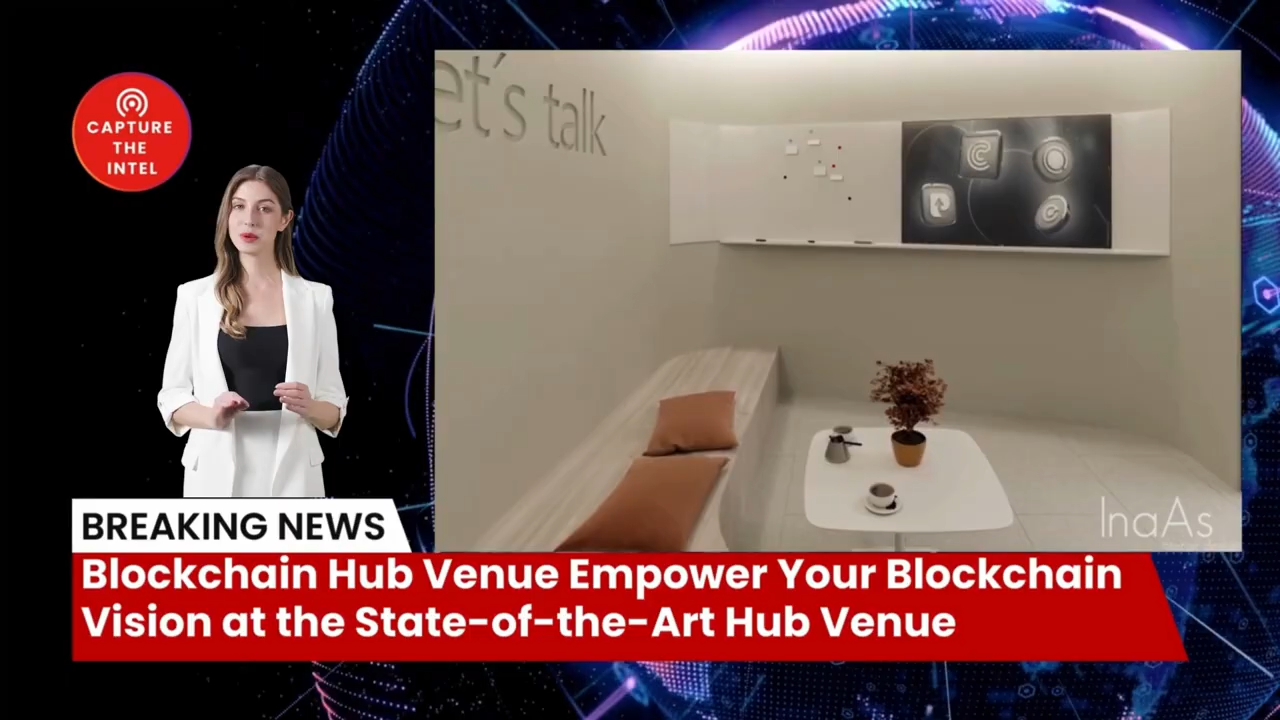 CAPTURE
THE
INTEL
et's talk
InaAs
BREAKING NEWS
Blockchain Hub Venue Empower Your Blockchain
Vision at the State-of-the-Art Hub Venue